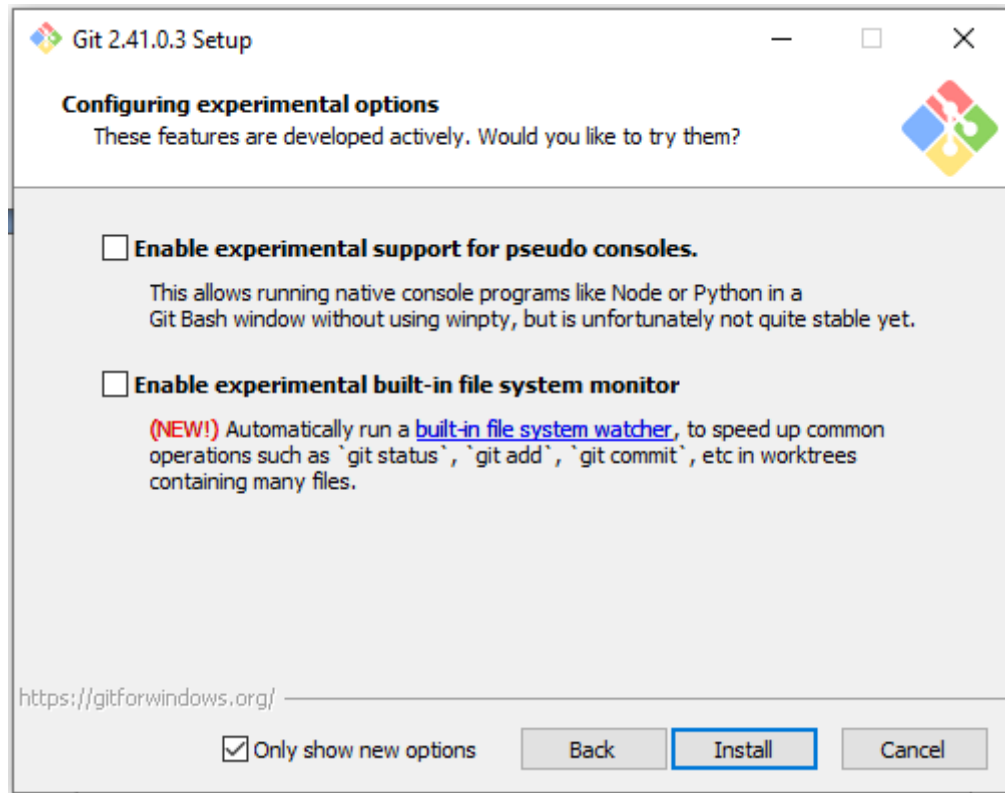 Git 2.41.0.3 Setup
Configuring experimental options
These features are developed actively. Would you like to try them?
Enable experimental support for pseudo consoles.
This allows running native console programs like Node or Python in a
Git Bash window without using winpty, but is unfortunately not quite stable yet.
Enable experimental built-in file system monitor
(NEW!) Automatically run a built-in file system watcher, to speed up common
operations such as `git status`, `git add`, `git commit`, etc in worktrees
containing many files.
https://gitforwindows.org/
Only show new options
Back
Install
Cancel